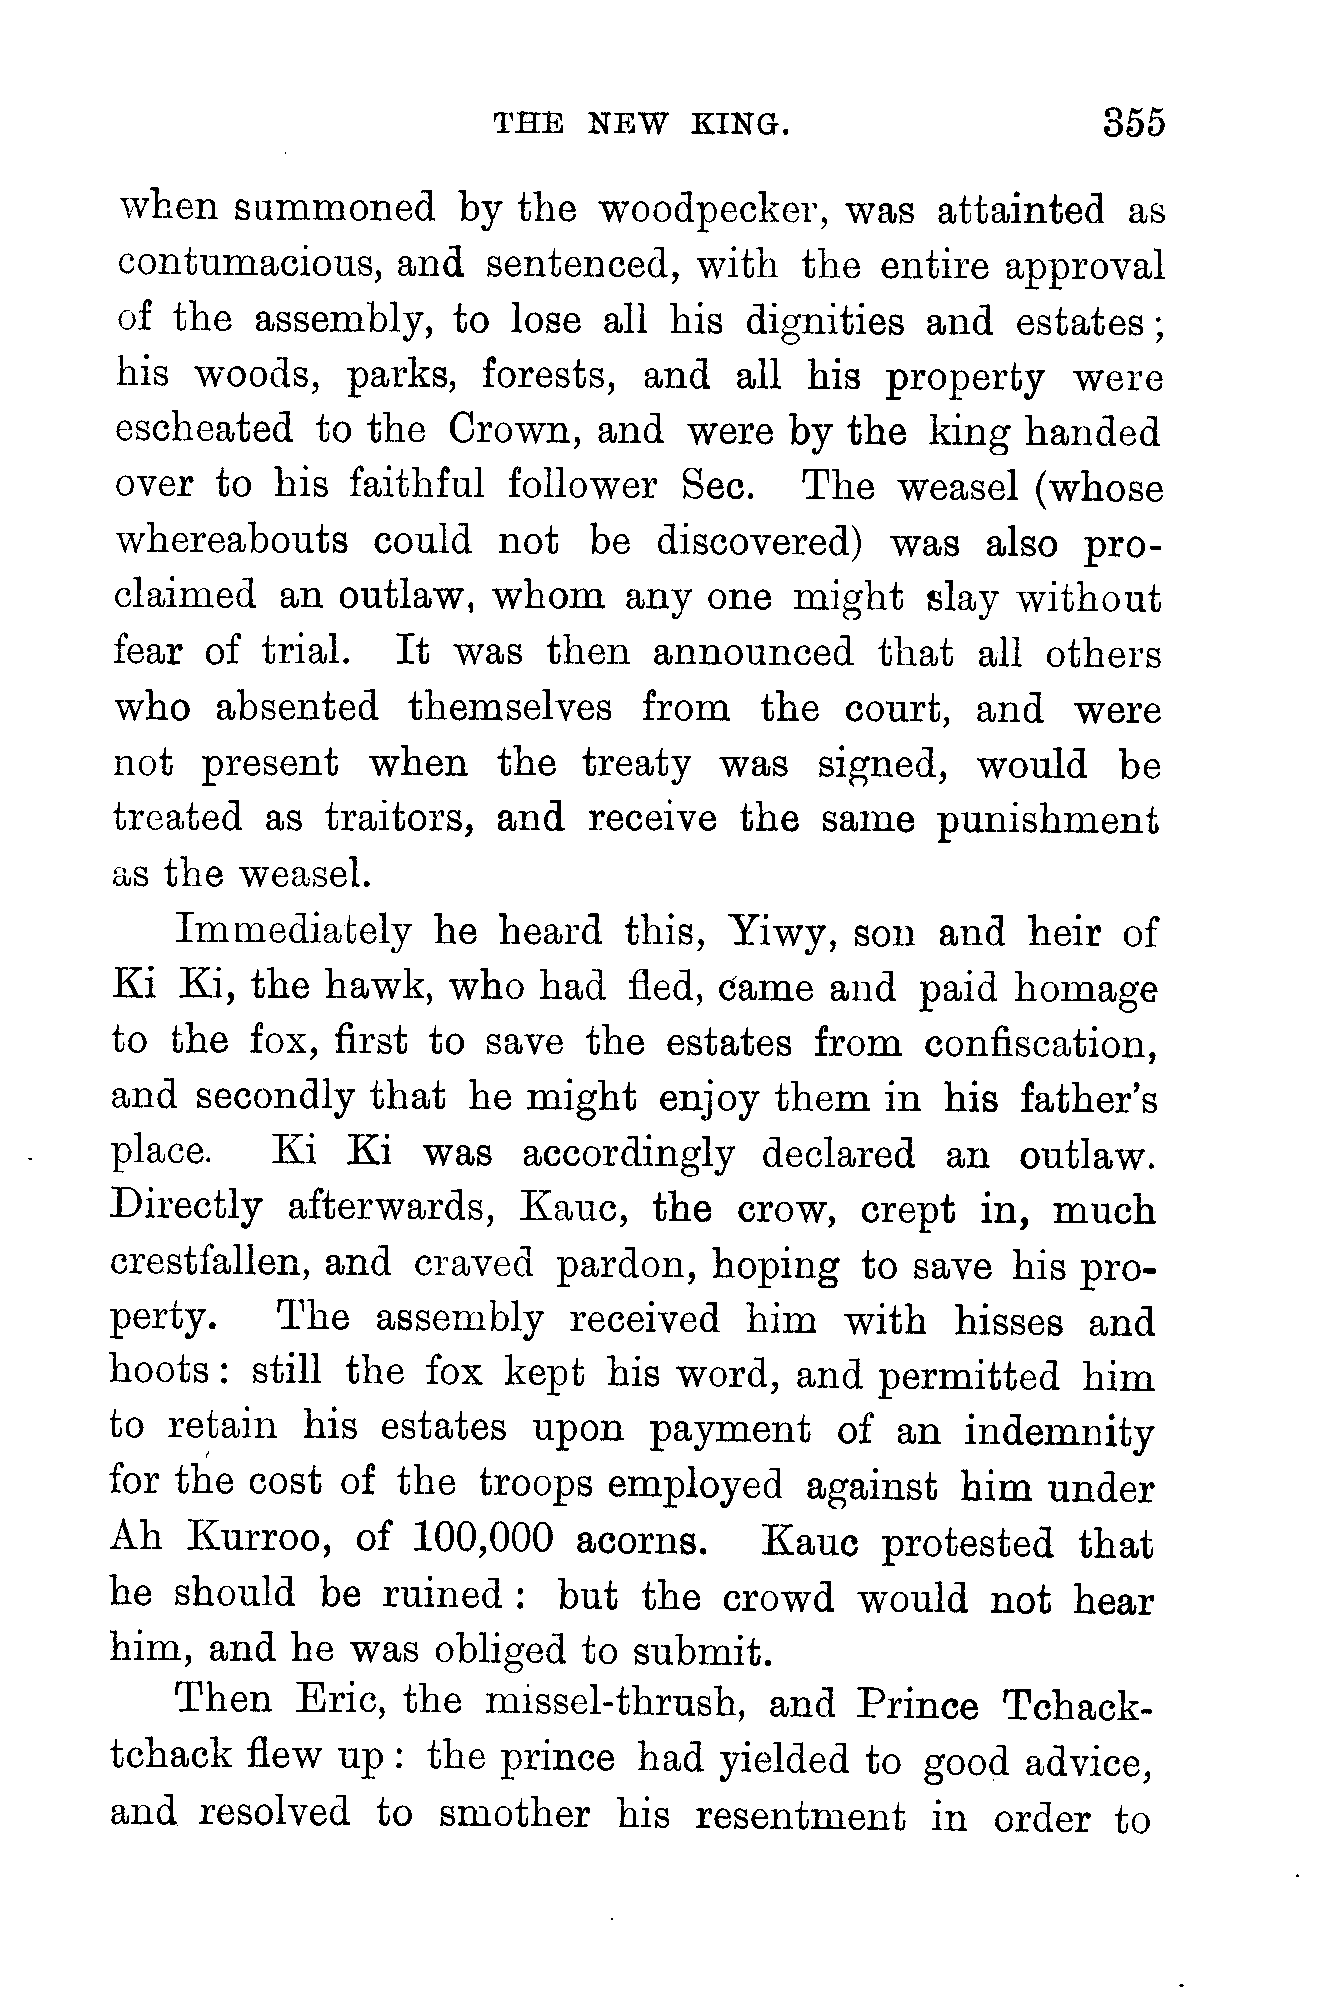 THE NEW KING. 355
when summoned by the woodpecker, was attainted as
contumacious, and sentenced, with the entire approval
of the assembly, to lose all his dignities and estates ;
his woods, parks, forests, and all his property were
escheated to the Crown, and were by the king handed
over to his faithful follower Sec. The weasel (whose
whereabouts could not be discovered) was also pro-
claimed an outlaw, whom any one might slay without
fear of trial. It was then announced that all others
who absented themselves from the court, and were
not present when the treaty was signed, would be
treated as traitors, and receive the same punishment
as the weasel.
Immediately he heard this, Yiwy, son and heir of
Ki Ki, the hawk, who had fled, came and paid homage
to the fox, first to save the estates from confiscation,
and secondly that he might enjoy them in his father's
place. Ki Ki was accordingly declared an outlaw.
Directly afterwards, Kauc, the crow, crept in, much
crestfallen, and craved pardon, hoping to save his pro-
perty. The assembly received him with hisses and
hoots : still the fox kept his word, and permitted him
to retain his estates upon payment of an indemnity
for the cost of the troops employed against him under
Ah Kurroo, of 100,000 acorns. Kauc protested that
he should be ruined : but the crowd would not hear
him, and he was obliged to submit.
Then Eric, the missel-thrush, and Prince Tchack-
tchack flew up : the prince had yielded to good advice,
and resolved to smother his resentment in order to